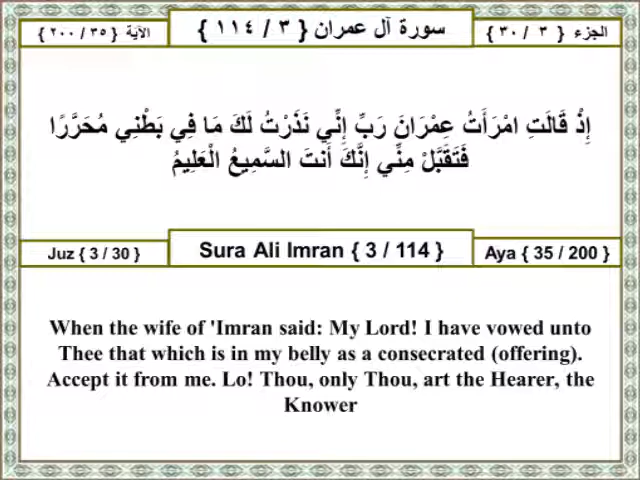 الجزء { ٣ / ٣٠ }
سورة آل عمران { ٣ / ١١٤ }
الآية { ٣٥ / ٢٠٠ }
إِذْ قَالَتِ امْرَأَتُ عِمْرَانَ رَبِّ إِنِّي نَذَرْتُ لَكَ مَا فِي بَطْنِي مُحَرَّرًا
فَتَقَبَّلْ مِنِّي إِنَّكَ أَنتَ السَّمِيعُ الْعَلِيمُ
Juz { 3 / 30 }
Sura Ali Imran { 3 / 114 }
Aya { 35 / 200 }
When the wife of 'Imran said: My Lord! I have vowed unto
Thee that which is in my belly as a consecrated (offering).
Accept it from me. Lo! Thou, only Thou, art the Hearer, the
Knower